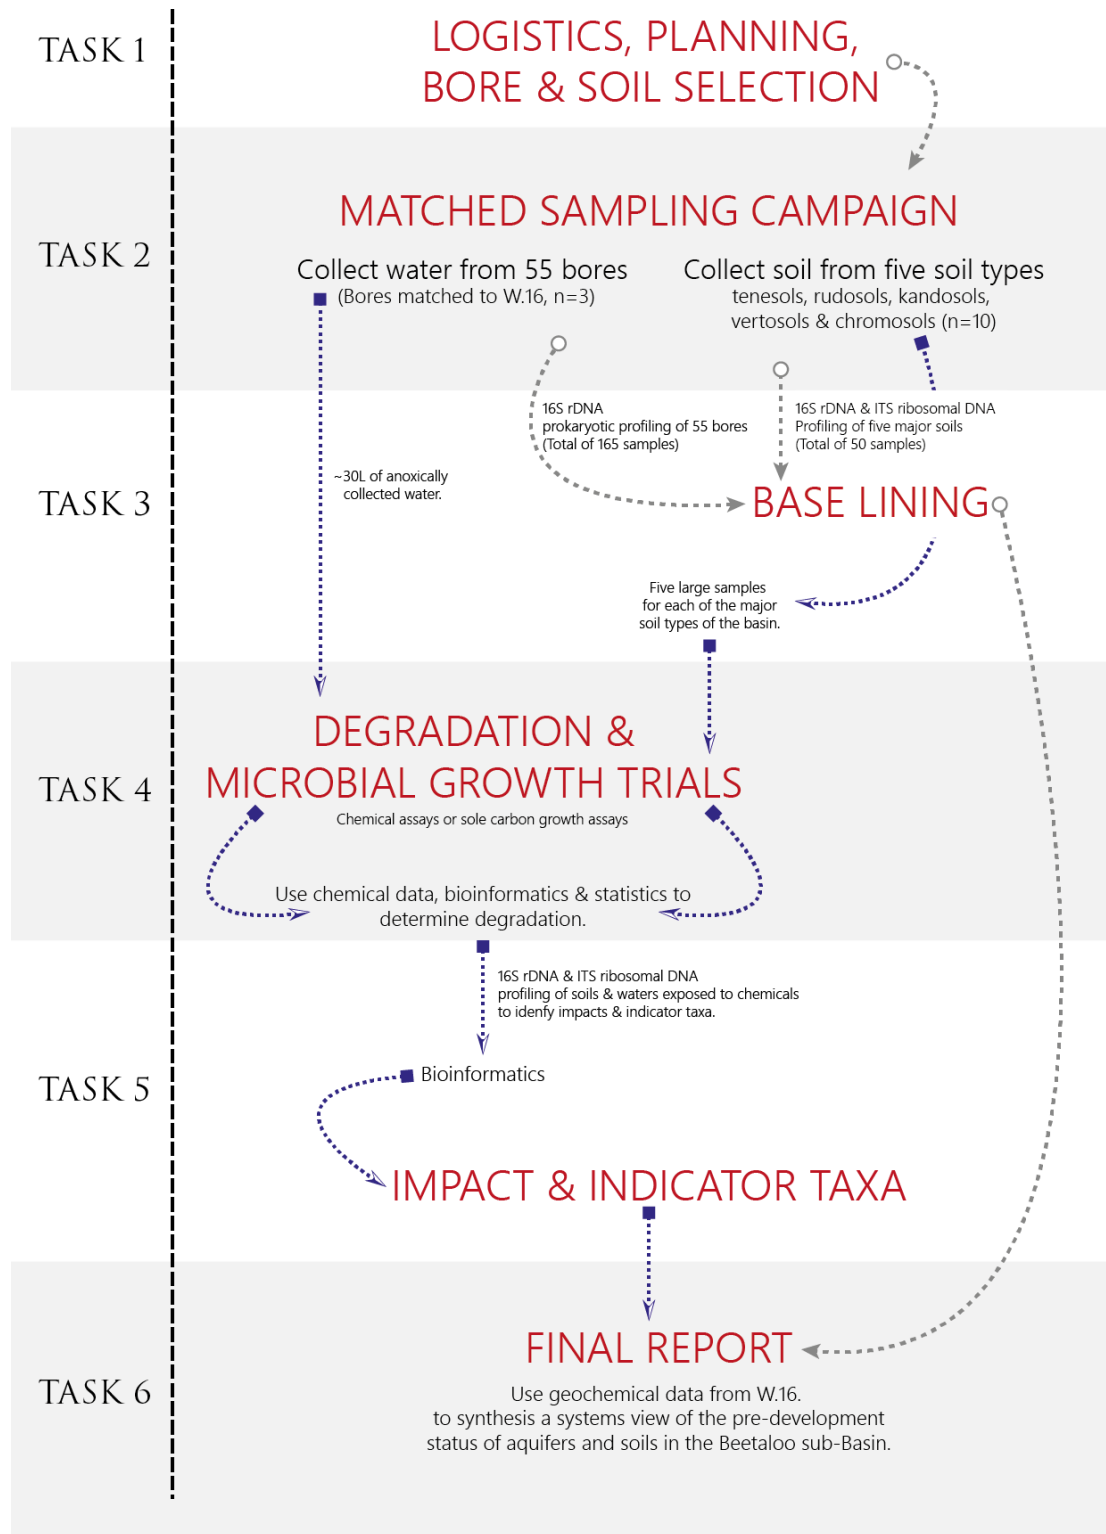 TASK 1
LOGISTICS, PLANNING,
BORE & SOIL SELECTION
TASK 2
MATCHED SAMPLING CAMPAIGN
Collect water from 55 bores
(Bores matched to W.16, n=3)
Collect soil from five soil types
tenesols, rudosols, kandosols,
vertosols & chromosols (n=10)
TASK 3
16S rDNA
prokaryotic profiling of 55 bores
(Total of 165 samples)
16S rDNA & ITS ribosomal DNA
Profiling of five major soils
(Total of 50 samples)
~30L of anoxically
collected water.
BASE LINING
Five large samples
for each of the major
soil types of the basin.
TASK 4
DEGRADATION &
MICROBIAL GROWTH TRIALS
Chemical assays or sole carbon growth assays
Use chemical data, bioinformatics & statistics to
determine degradation.
TASK 5
16S rDNA & ITS ribosomal DNA
profiling of soils & waters exposed to chemicals
to idenfy impacts & indicator taxa.
Bioinformatics
IMPACT & INDICATOR TAXA
TASK 6
FINAL REPORT
Use geochemical data from W.16.
to synthesis a systems view of the pre-development
status of aquifers and soils in the Beetaloo sub-Basin.